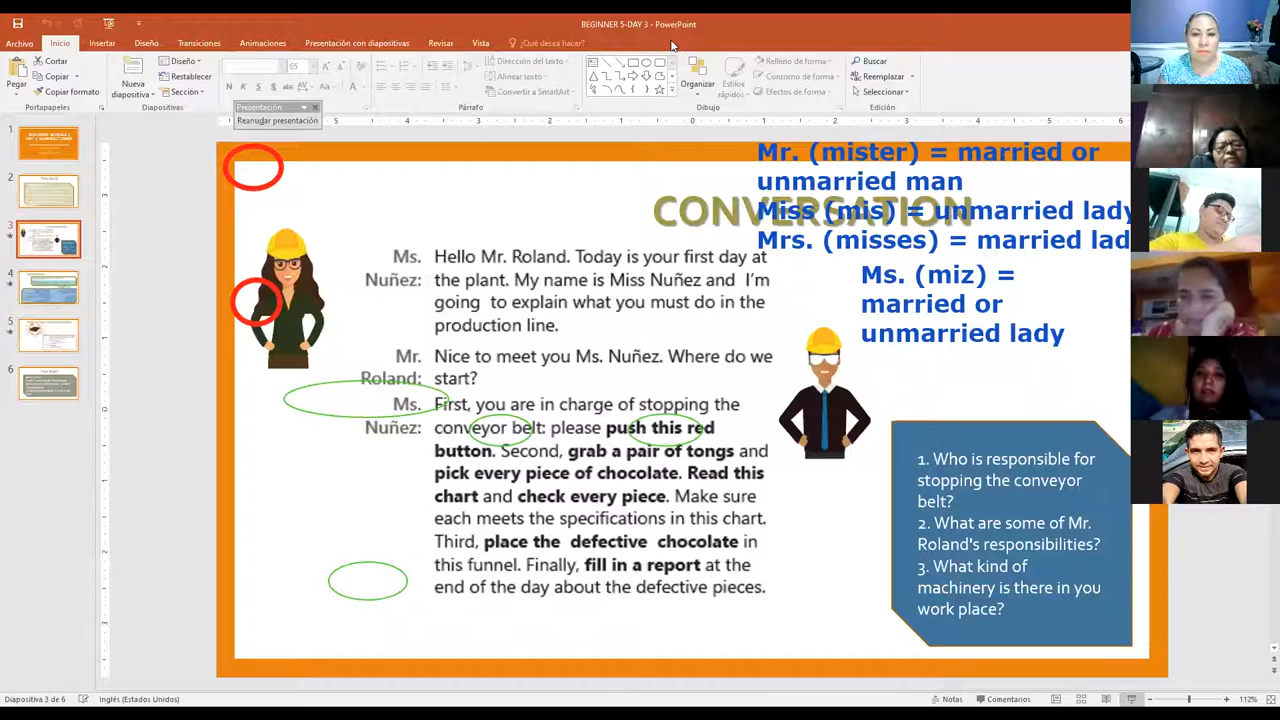 BEGINNER 5-DAY 3 - PowerPoint
Archivo Inicio Insertar Diseño Transiciones Animaciones Presentación con diapositivas Revisar Vista ¿Qué desea hacer?
Pegar
Cortar
Copiar
Copiar formato
Portapapeles
Nueva
diapositiva
Diseño
Restablecer
Sección
Diapositivas
65
Párrafo
Dirección del texto
Alinear texto
Convertir a SmartArt
Organizar
Estilos
rápidos
Relleno de forma
Contorno de forma
Efectos de forma
Dibujo
Buscar
Reemplazar
Seleccionar
Edición
Presentación
Reanudar presentación
1
2
3
4
5
6
CONVERSATION
Mr. (mister) = married or
unmarried man
Miss (mis) = unmarried lady
Mrs. (misses) = married lad
Ms. (miz) =
married or
unmarried lady
Ms. Hello Mr. Roland. Today is your first day at
Nuñez: the plant. My name is Miss Nuñez and I'm
going to explain what you must do in the
production line.
Mr. Nice to meet you Ms. Nuñez. Where do we
Roland: start?
Ms. First, you are in charge of stopping the
Nuñez: conveyor belt: please push this red
button. Second, grab a pair of tongs and
pick every piece of chocolate. Read this
chart and check every piece. Make sure
each meets the specifications in this chart.
Third, place the defective chocolate in
this funnel. Finally, fill in a report at the
end of the day about the defective pieces.
1. Who is responsible for
stopping the conveyor
belt?
2. What are some of Mr.
Roland's responsibilities?
3. What kind of
machinery is there in you
work place?
Diapositiva 3 de 6 Inglés (Estados Unidos) Notas Comentarios 112%